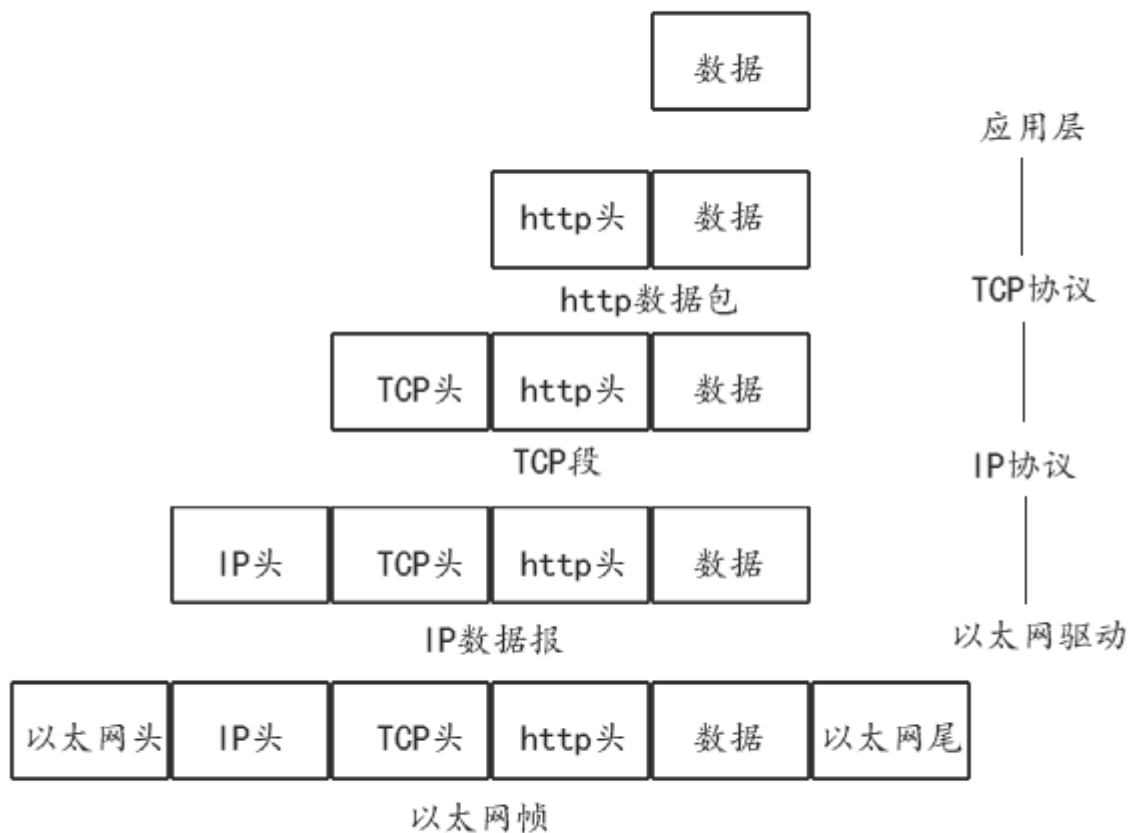 数据
应用层
http头 数据
http数据包
TCP协议
TCP头 http头 数据
TCP段
IP协议
IP头 TCP头 http头 数据
IP数据报
以太网驱动
以太网头 IP头 TCP头 http头 数据 以太网尾
以太网帧